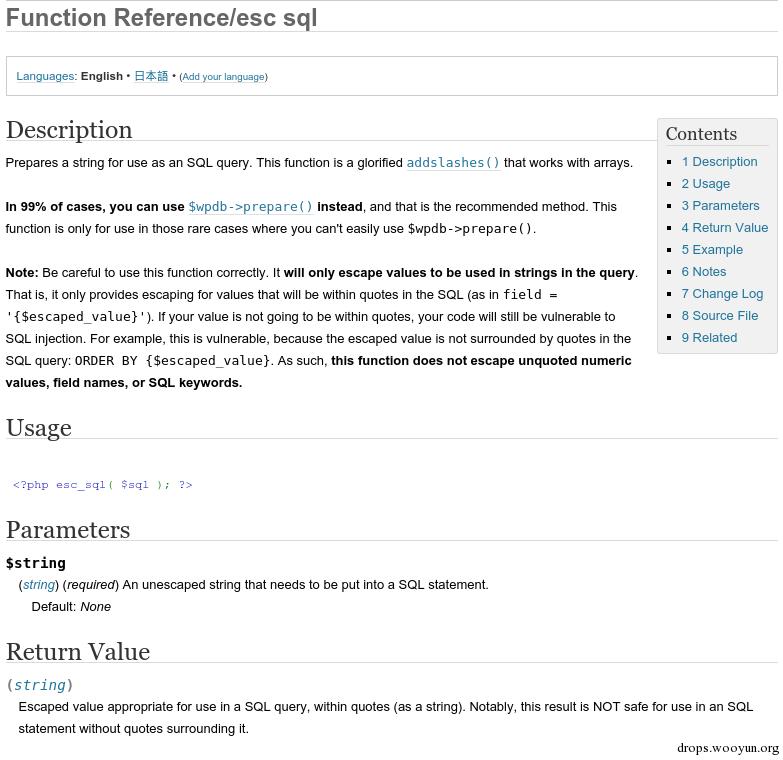 Function Reference/esc sql
Languages: English • 日本語 • (Add your language)
Description
Prepares a string for use as an SQL query. This function is a glorified addslashes() that works with arrays.
In 99% of cases, you can use $wpdb->prepare() instead, and that is the recommended method. This
function is only for use in those rare cases where you can't easily use $wpdb->prepare().
Note: Be careful to use this function correctly. It will only escape values to be used in strings in the query.
That is, it only provides escaping for values that will be within quotes in the SQL (as in field =
'{$escaped_value}'). If your value is not going to be within quotes, your code will still be vulnerable to
SQL injection. For example, this is vulnerable, because the escaped value is not surrounded by quotes in the
SQL query: ORDER BY {$escaped_value}. As such, this function does not escape unquoted numeric
values, field names, or SQL keywords.
Contents
1 Description
2 Usage
3 Parameters
4 Return Value
5 Example
6 Notes
7 Change Log
8 Source File
9 Related
Usage
<?php esc_sql( $sql ); ?>
Parameters
$string
(string) (required) An unescaped string that needs to be put into a SQL statement.
Default: None
Return Value
(string)
Escaped value appropriate for use in a SQL query, within quotes (as a string). Notably, this result is NOT safe for use in an SQL
statement without quotes surrounding it.
drops.wooyun.org